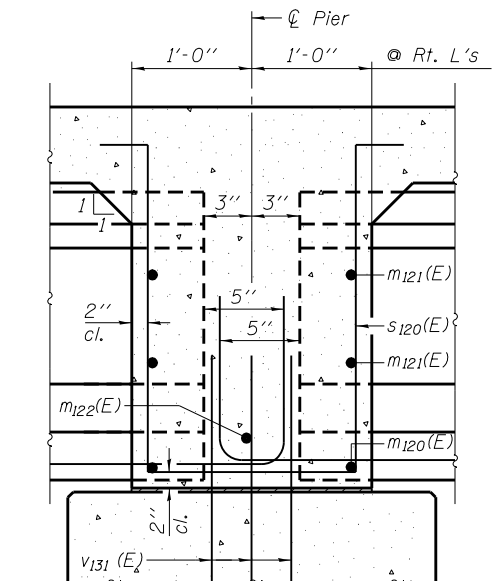 ℄ Pier
1'-0" 1'-0" @ Rt. L's
1
1
3" 3"
m121(E)
5"
2"
cl.
s120(E)
5"
m121(E)
m122(E)
m120(E)
2"
cl.
v131 (E)